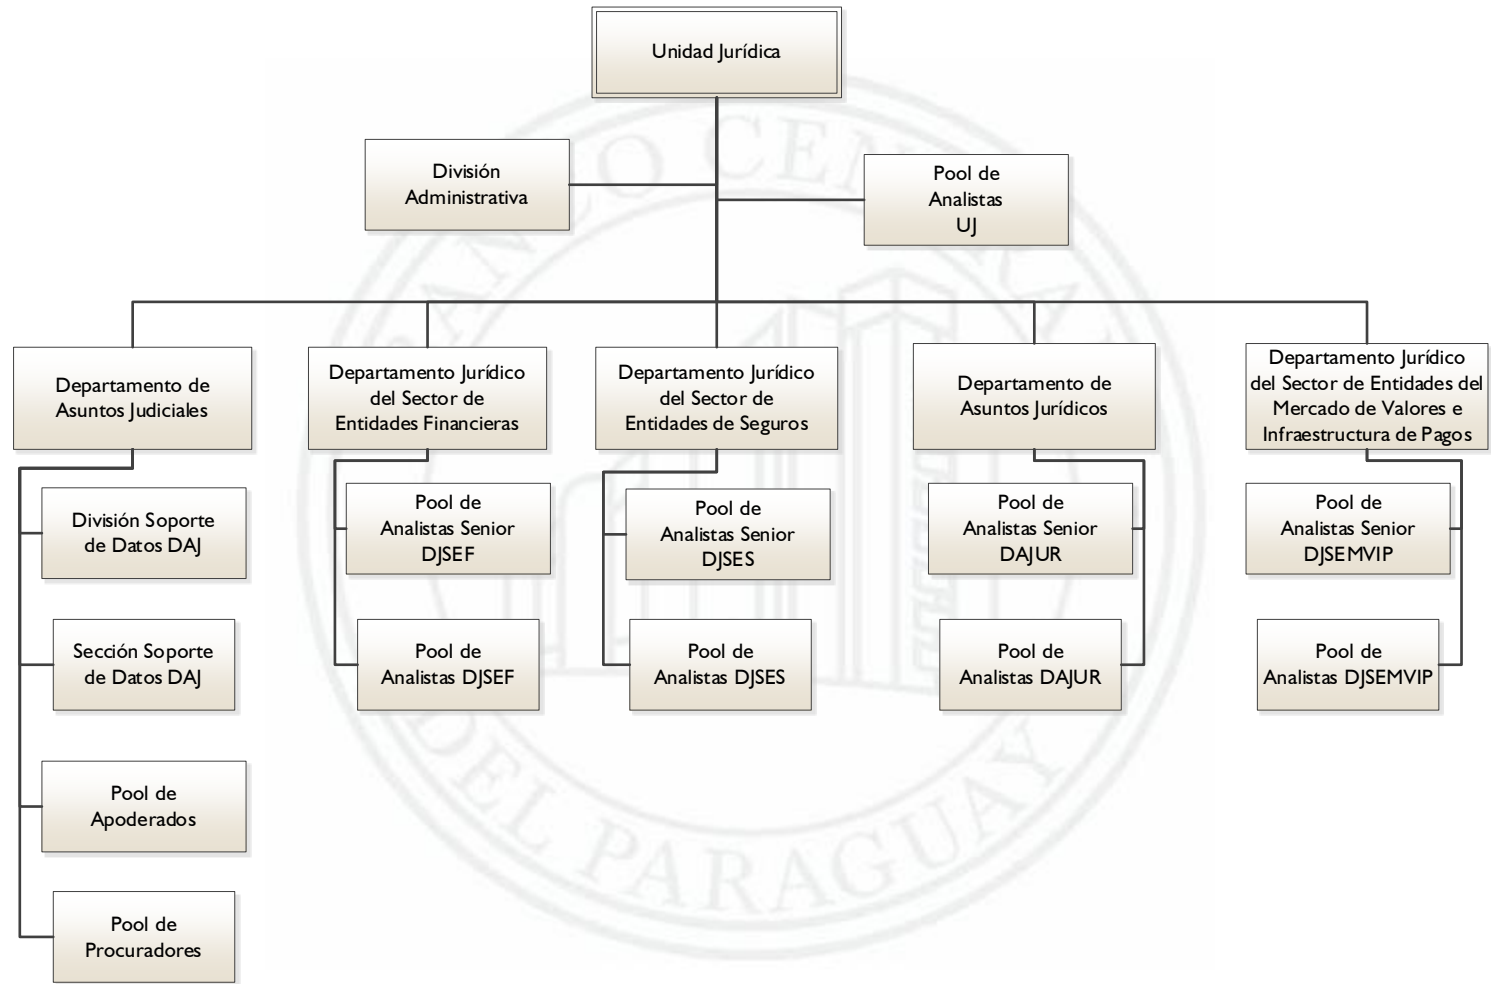 Unidad Jurídica
División
Administrativa
Pool de
Analistas
UJ
Departamento de
Asuntos Judiciales
Departamento Jurídico
del Sector de
Entidades Financieras
Departamento Jurídico
del Sector de
Entidades de Seguros
Departamento de
Asuntos Jurídicos
Departamento Jurídico
del Sector de Entidades del
Mercado de Valores e
Infraestructura de Pagos
División Soporte
de Datos DAJ
Pool de
Analistas Senior
DJSEF
Pool de
Analistas Senior
DJSES
Pool de
Analistas Senior
DAJUR
Pool de
Analistas Senior
DJSEMVIP
Sección Soporte
de Datos DAJ
Pool de
Analistas DJSEF
Pool de
Analistas DJSES
Pool de
Analistas DAJUR
Pool de
Analistas DJSEMVIP
Pool de
Apoderados
Pool de
Procuradores
BANCO CENTRAL
DEL PARAGUAY